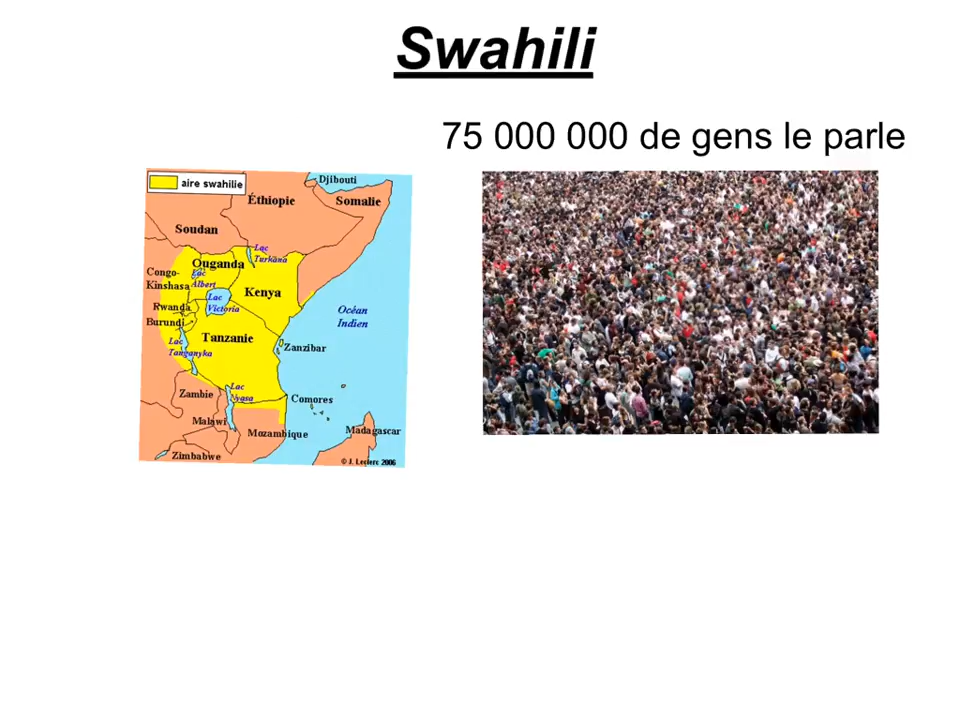 Swahili
75 000 000 de gens le parle
aire swahilie
Djibouti
Éthiopie
Somalie
Soudan
Lac
Turkana
Ouganda
Congo-
Kinshasa
Lac
Albert
Kenya
Lac
Victoria
Rwanda
Burundi
Océan
Indien
Tanzanie
Lac
Tanganyka
Zanzibar
Zambie
Lac
Nyasa
Comores
Malawi
Mozambique
Madagascar
Zimbabwe
© J. Leclerc 2006